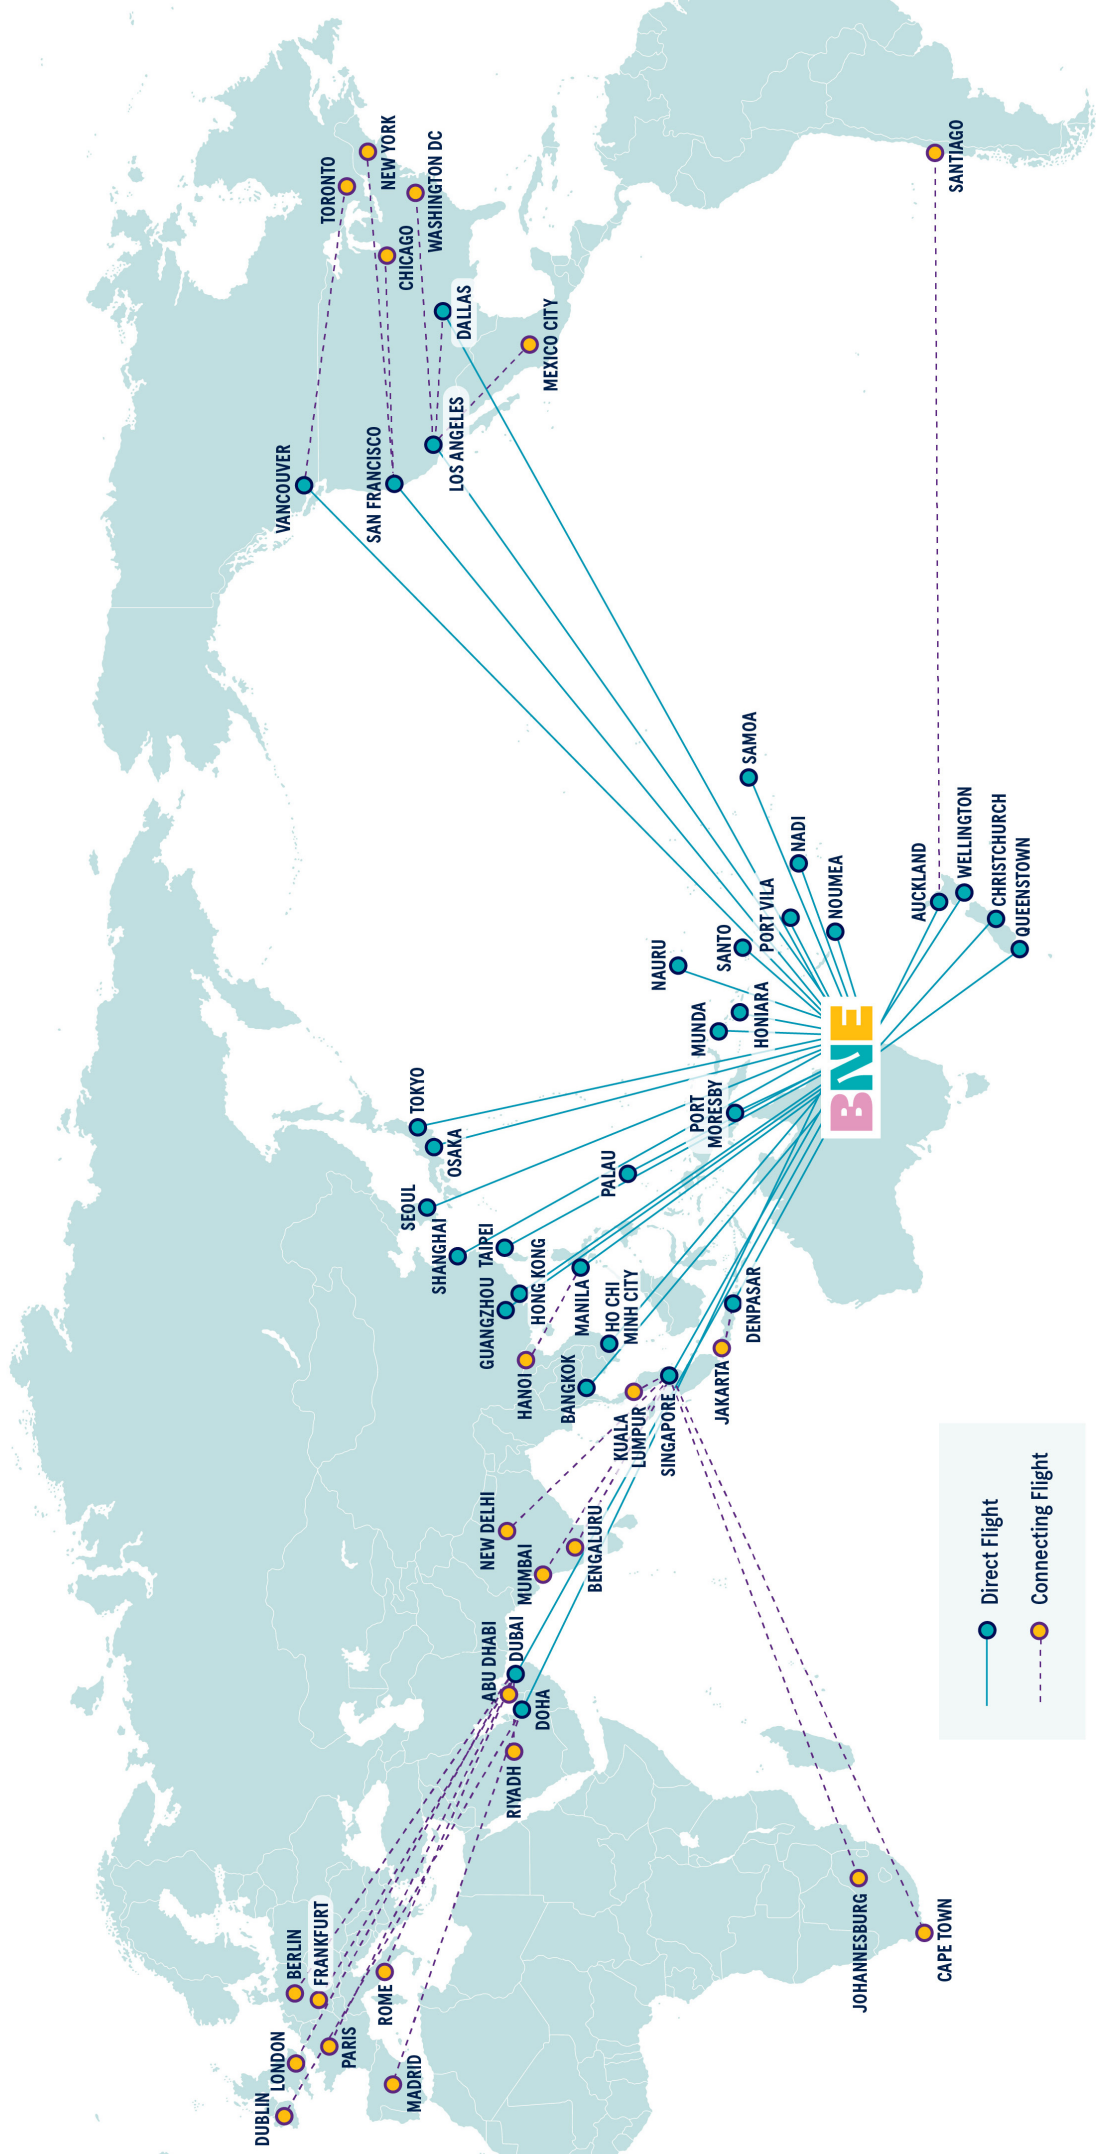 DUBLIN
LONDON
BERLIN
FRANKFURT
PARIS
ROME
MADRID
RIYADH
ABU DHABI
DUBAI
DOHA
NEW DELHI
MUMBAI
BENGALURU
JOHANNESBURG
CAPE TOWN
HANOI
BANGKOK
KUALA
LUMPUR
SINGAPORE
JAKARTA
DENPASAR
HO CHI
MINH CITY
MANILA
GUANGZHOU
HONG KONG
SHANGHAI
TAIPEI
SEOUL
OSAKA
TOKYO
PALAU
PORT
MORESBY
MUNDA
HONIARA
NAURU
SANTO
PORT VILA
NOUMEA
NADI
SAMOA
BNE
AUCKLAND
WELLINGTON
CHRISTCHURCH
QUEENSTOWN
VANCOUVER
SAN FRANCISCO
LOS ANGELES
DALLAS
MEXICO CITY
CHICAGO
TORONTO
NEW YORK
WASHINGTON DC
SANTIAGO
Direct Flight
Connecting Flight